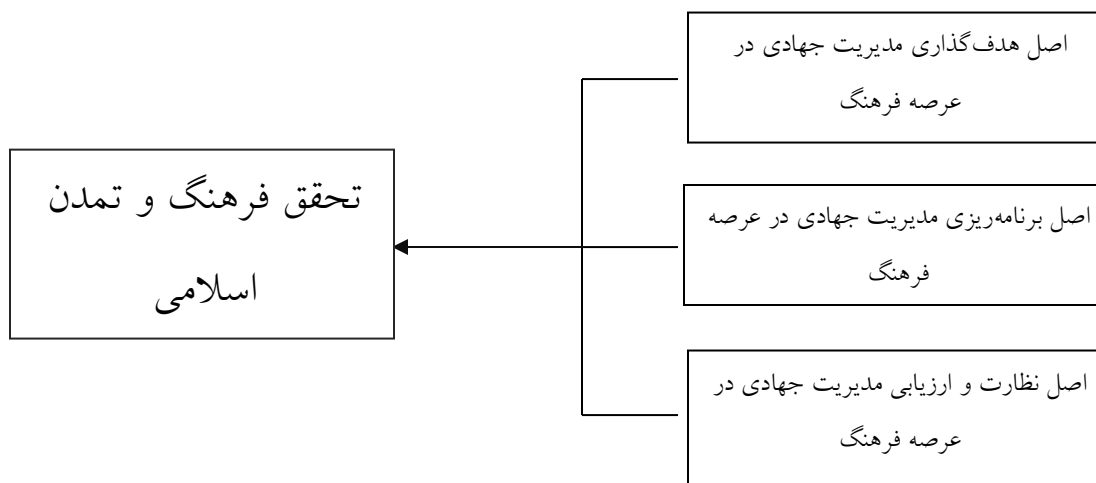 اصل هدف‌گذاری مدیریت جهادی در
عرصه فرهنگ
اصل برنامه‌ریزی مدیریت جهادی در عرصه
فرهنگ
اصل نظارت و ارزیابی مدیریت جهادی در
عرصه فرهنگ
تحقق فرهنگ و تمدن
اسلامی